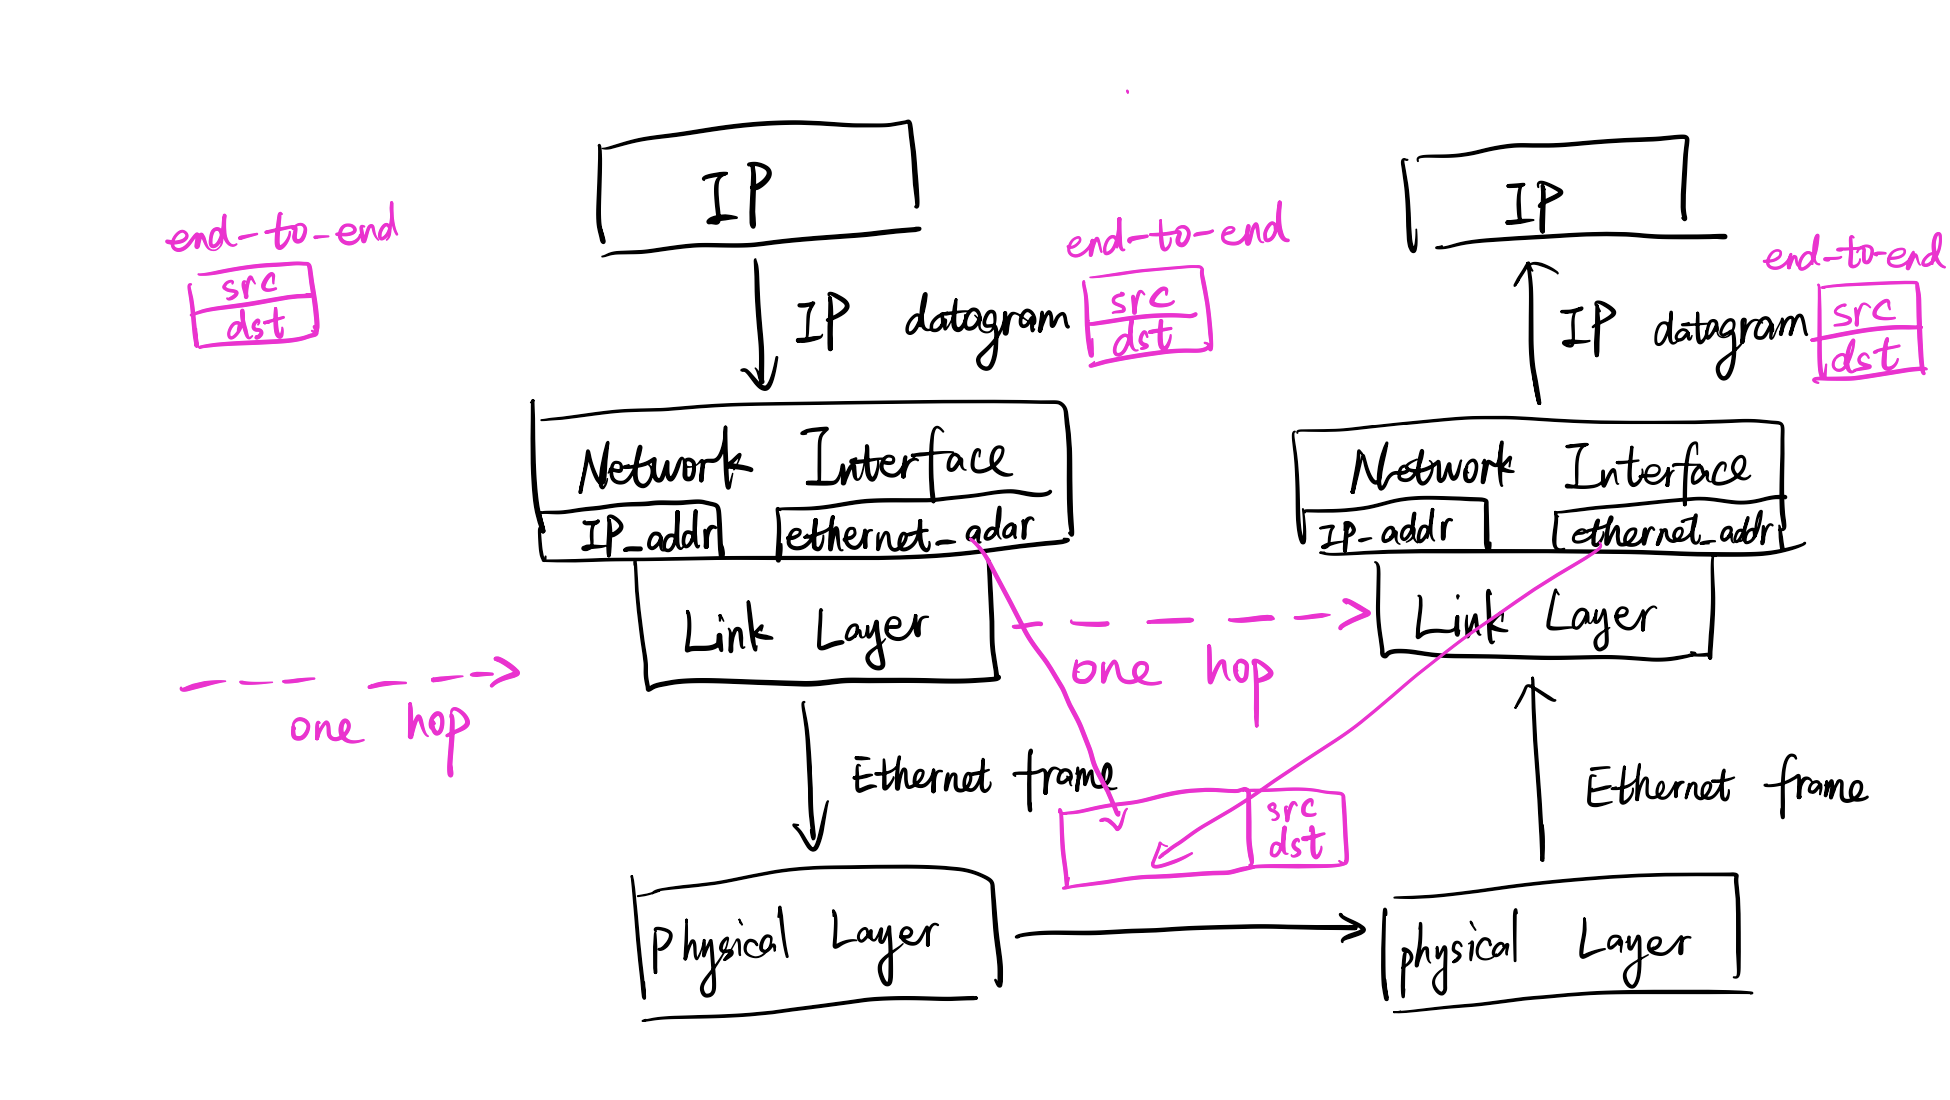 IP
IP
end-to-end
src
dst
end-to-end
src
dst
end-to-end
src
dst
IP datagram
IP datagram
Network Interface
IP_addr
ethernet_adar
Network Interface
IP_addr
ethernet_addr
Link Layer
Link Layer
one hop
one hop
Ethernet frame
Ethernet frame
src
dst
Physical Layer
physical Layer